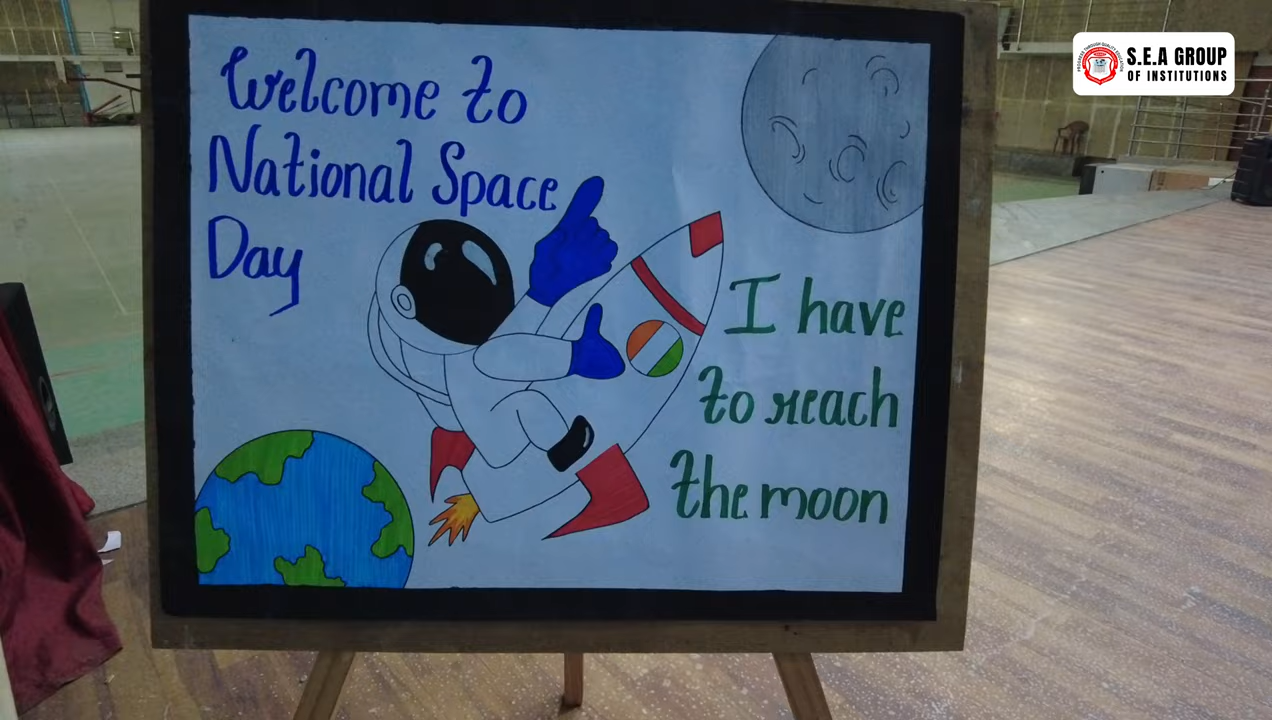 Welcome to
National Space
Day
I have
to reach
the moon
S.E.A GROUP
OF INSTITUTIONS